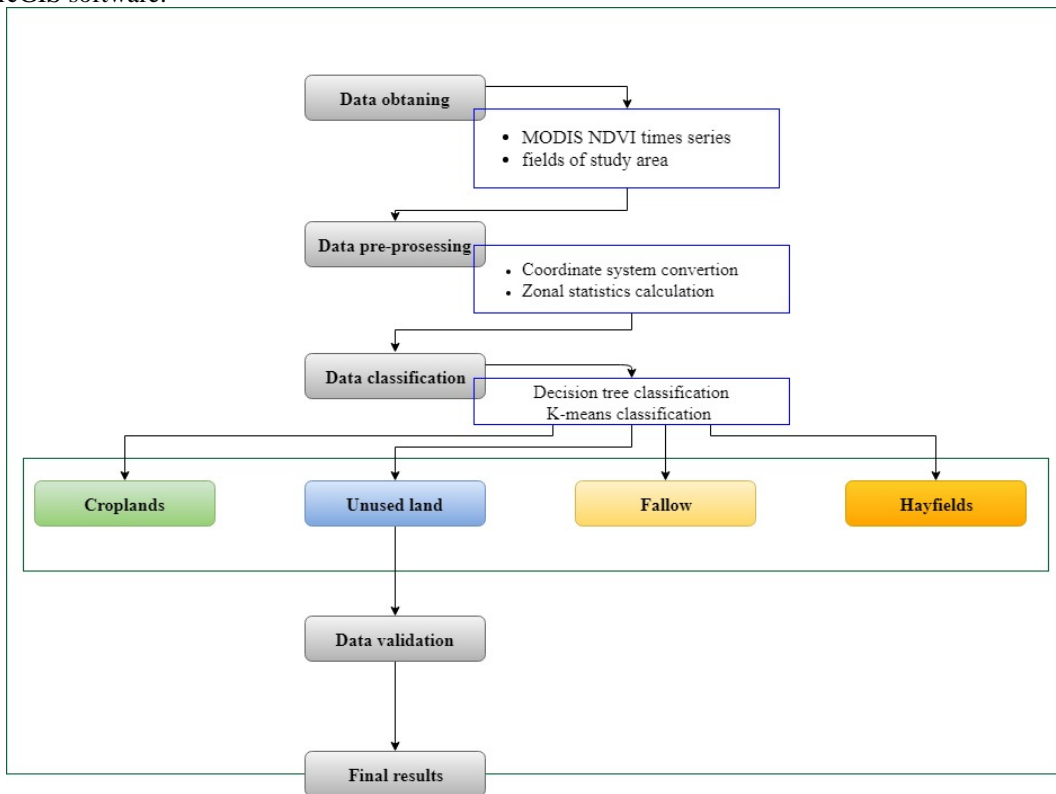 Data obtaning
• MODIS NDVI times series
• fields of study area
Data pre-prosessing
• Coordinate system convertion
• Zonal statistics calculation
Data classification
Decision tree classification
K-means classification
Croplands
Unused land
Fallow
Hayfields
Data validation
Final results